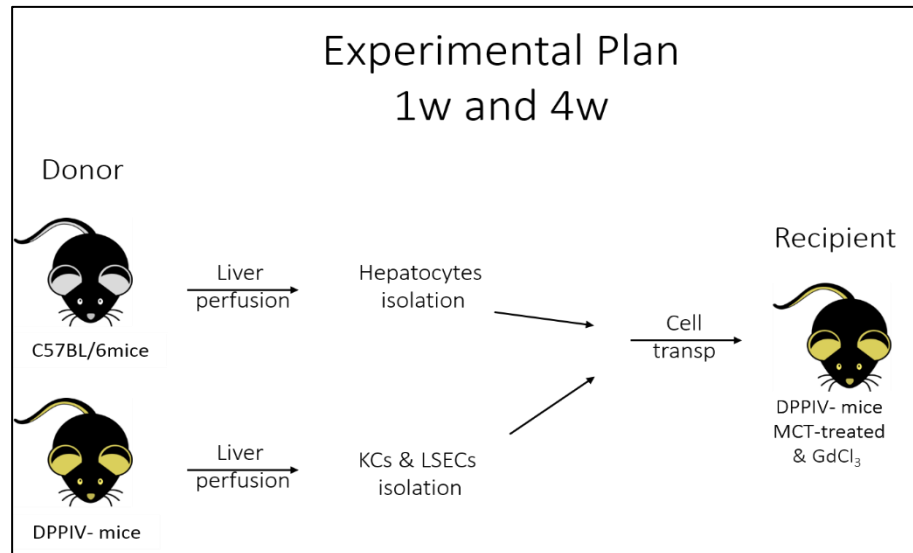 Experimental Plan
1w and 4w
Donor
Recipient
Liver
perfusion
Hepatocytes
isolation
Cell
transp
C57BL/6mice
DPPIV- mice
MCT-treated
& GdCl₃
Liver
perfusion
KCs & LSECs
isolation
DPPIV- mice